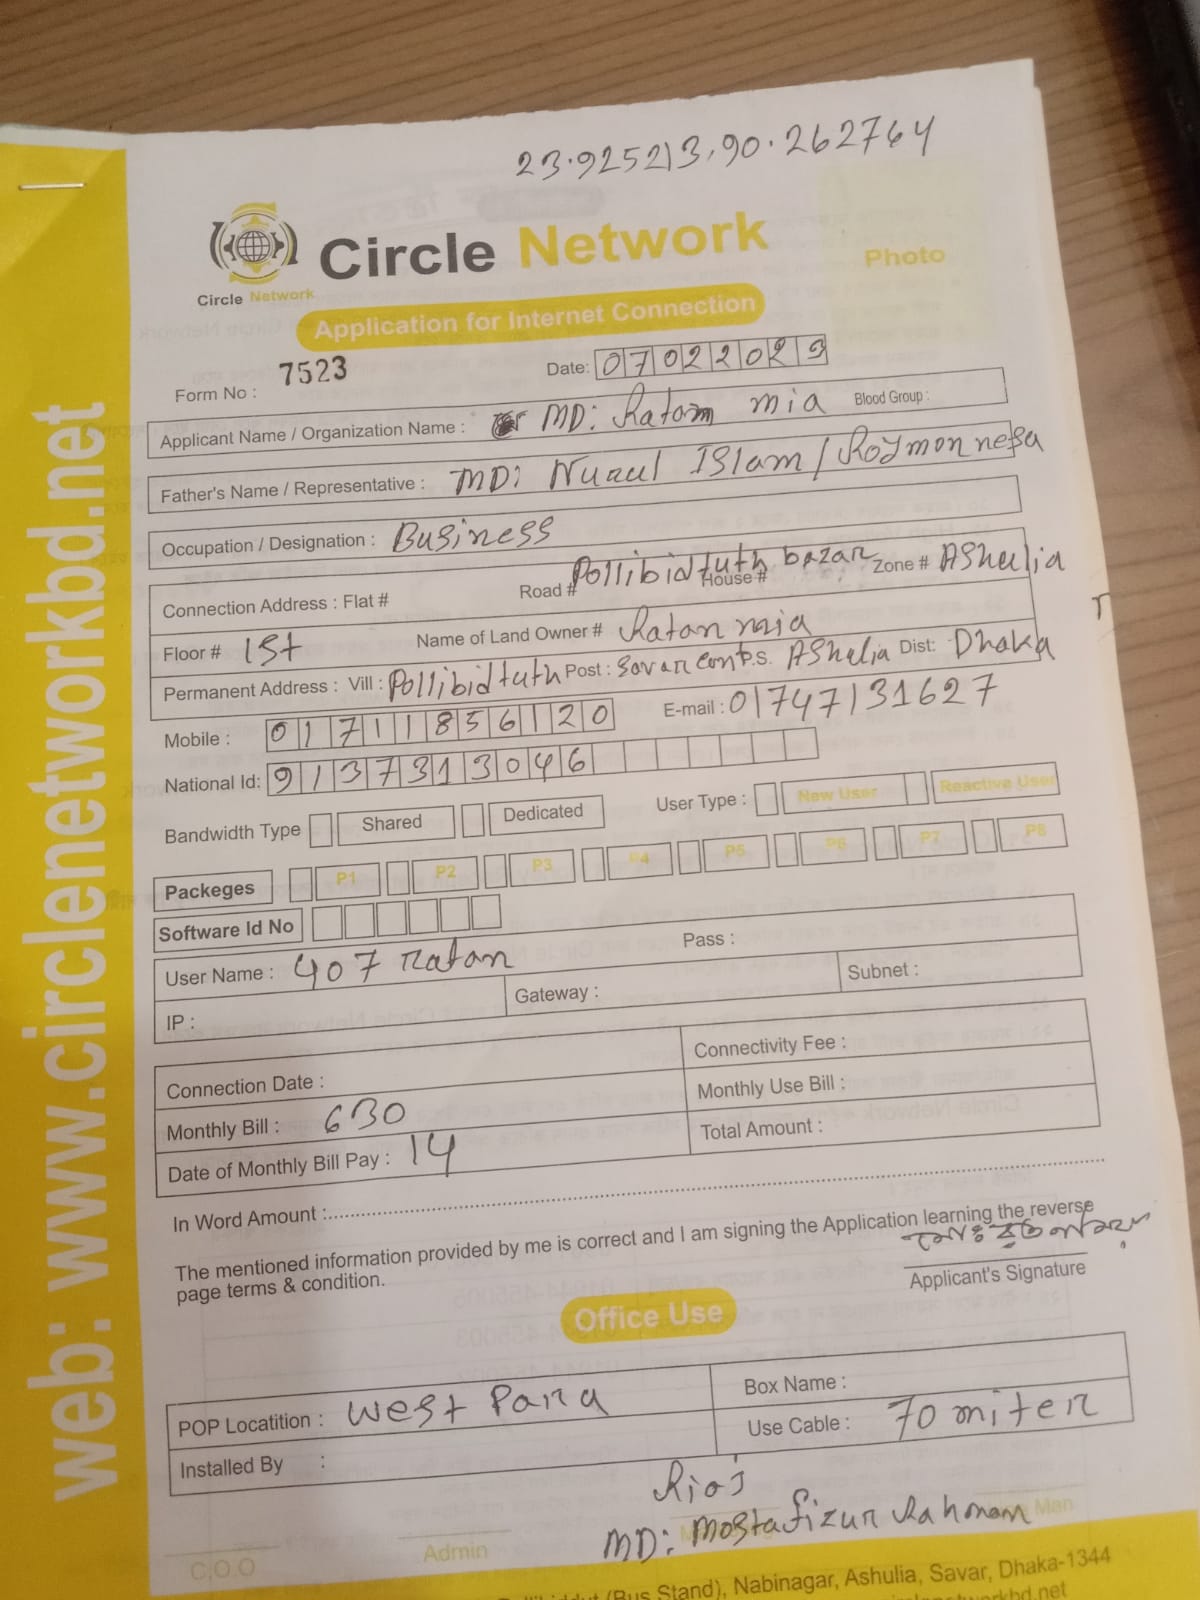 23.925213,90.262764
Circle Network
Circle Network
Photo
Application for Internet Connection
Form No : 7523
Date: 07022023
Applicant Name / Organization Name : MD: Ratan mia Blood Group :
Father's Name / Representative : MD: Nurul Islam / Roymonnesa
Occupation / Designation : Business
Connection Address : Flat # Road # Pollibidtuth bazar House # Zone # AShulia
Floor # 1St Name of Land Owner # Ratan mia
Permanent Address : Vill : Pollibidtuth Post : Savar cont P.S. AShulia Dist: Dhaka
Mobile : 01711856120 E-mail : 01747131627
National Id: 9137313046
Bandwidth Type Shared Dedicated User Type : New User Reactive User
Packeges P1 P2 P3 P4 P5 P6 P7 P8
Software Id No
User Name : 407 Ratan Pass :
IP : Gateway : Subnet :
Connection Date : Connectivity Fee :
Monthly Bill : 630 Monthly Use Bill :
Date of Monthly Bill Pay : 14 Total Amount :
In Word Amount :
The mentioned information provided by me is correct and I am signing the Application learning the reverse
page terms & condition.
মোঃ রতন
Applicant's Signature
Office Use
POP Locatition : West Para Box Name :
Installed By : Use Cable : 70 miter
Riaj
MD: Mostafizur Rahman Man
C.O.O Admin
(Bus Stand), Nabinagar, Ashulia, Savar, Dhaka-1344
web: www.circlenetworkbd.net